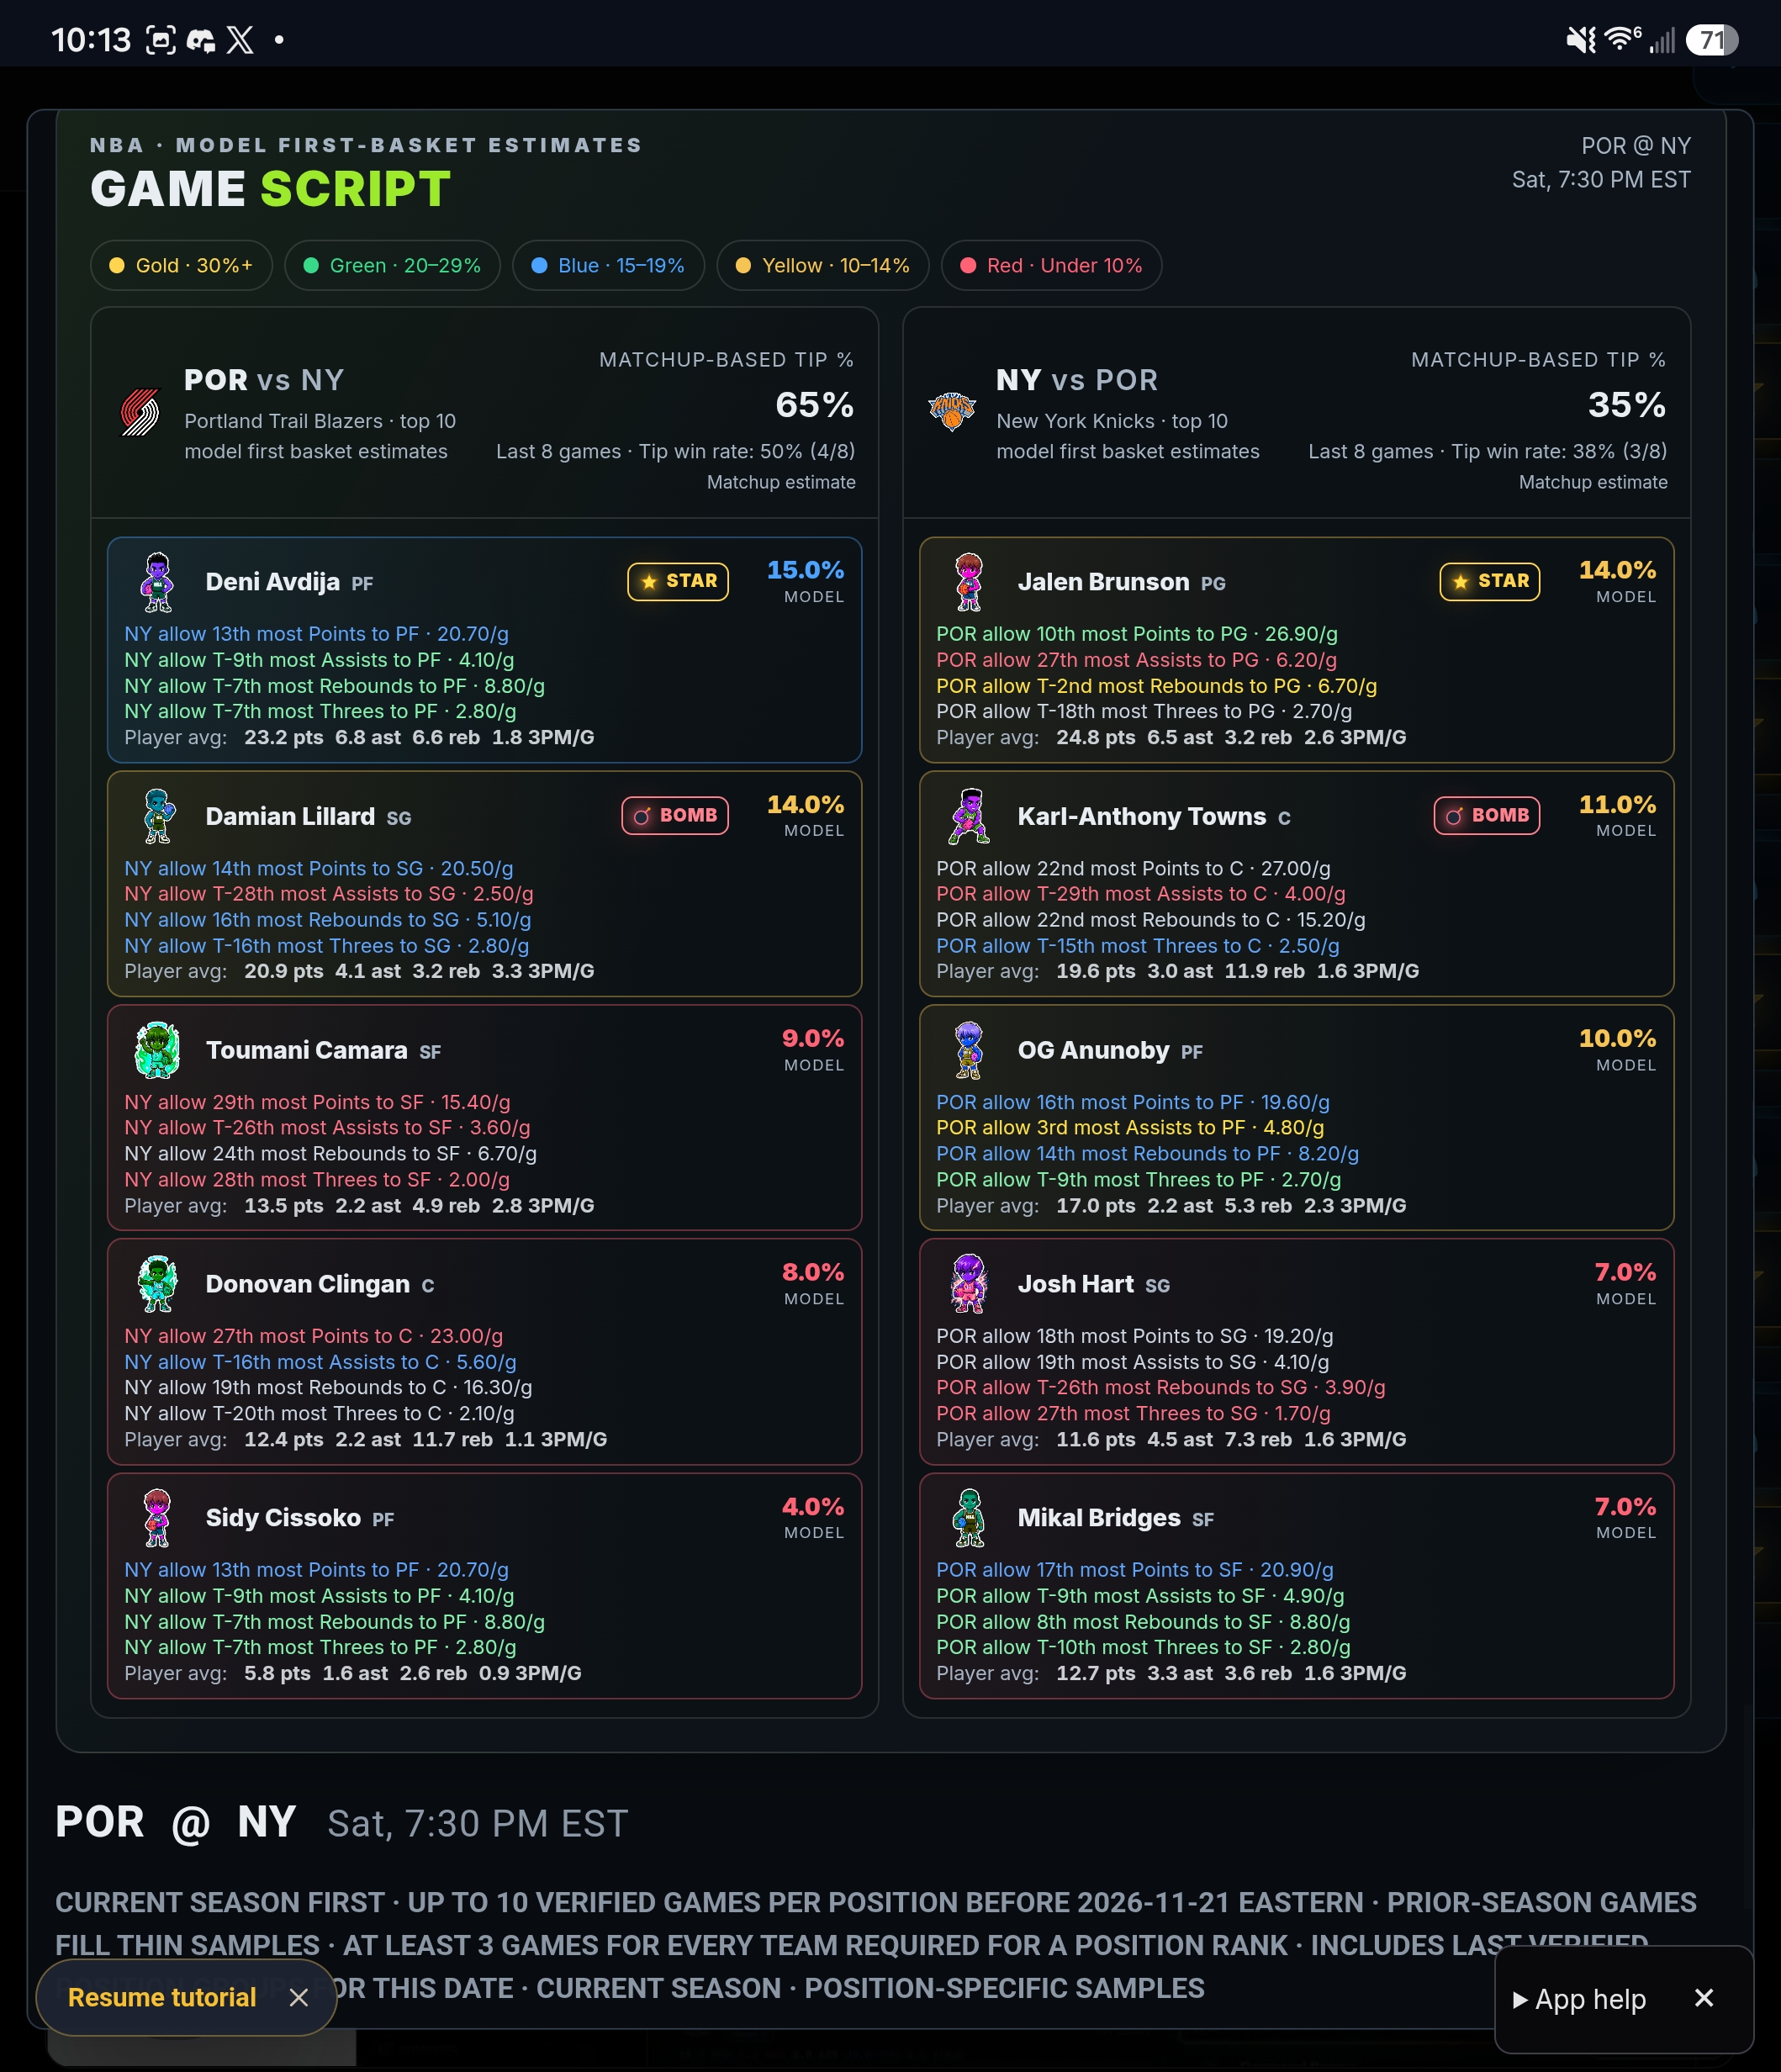 10:13
6
71
NBA · MODEL FIRST-BASKET ESTIMATES
GAME SCRIPT
POR @ NY
Sat, 7:30 PM EST
Gold · 30%+
Green · 20–29%
Blue · 15–19%
Yellow · 10–14%
Red · Under 10%
POR vs NY
Portland Trail Blazers · top 10
model first basket estimates
MATCHUP-BASED TIP %
65%
Last 8 games · Tip win rate: 50% (4/8)
Matchup estimate
Deni Avdija PF
STAR
15.0%
MODEL
NY allow 13th most Points to PF · 20.70/g
NY allow T-9th most Assists to PF · 4.10/g
NY allow T-7th most Rebounds to PF · 8.80/g
NY allow T-7th most Threes to PF · 2.80/g
Player avg: 23.2 pts 6.8 ast 6.6 reb 1.8 3PM/G
Damian Lillard SG
BOMB
14.0%
MODEL
NY allow 14th most Points to SG · 20.50/g
NY allow T-28th most Assists to SG · 2.50/g
NY allow 16th most Rebounds to SG · 5.10/g
NY allow T-16th most Threes to SG · 2.80/g
Player avg: 20.9 pts 4.1 ast 3.2 reb 3.3 3PM/G
Toumani Camara SF
9.0%
MODEL
NY allow 29th most Points to SF · 15.40/g
NY allow T-26th most Assists to SF · 3.60/g
NY allow 24th most Rebounds to SF · 6.70/g
NY allow 28th most Threes to SF · 2.00/g
Player avg: 13.5 pts 2.2 ast 4.9 reb 2.8 3PM/G
Donovan Clingan C
8.0%
MODEL
NY allow 27th most Points to C · 23.00/g
NY allow T-16th most Assists to C · 5.60/g
NY allow 19th most Rebounds to C · 16.30/g
NY allow T-20th most Threes to C · 2.10/g
Player avg: 12.4 pts 2.2 ast 11.7 reb 1.1 3PM/G
Sidy Cissoko PF
4.0%
MODEL
NY allow 13th most Points to PF · 20.70/g
NY allow T-9th most Assists to PF · 4.10/g
NY allow T-7th most Rebounds to PF · 8.80/g
NY allow T-7th most Threes to PF · 2.80/g
Player avg: 5.8 pts 1.6 ast 2.6 reb 0.9 3PM/G
KNICKS
NY vs POR
New York Knicks · top 10
model first basket estimates
MATCHUP-BASED TIP %
35%
Last 8 games · Tip win rate: 38% (3/8)
Matchup estimate
Jalen Brunson PG
STAR
14.0%
MODEL
POR allow 10th most Points to PG · 26.90/g
POR allow 27th most Assists to PG · 6.20/g
POR allow T-2nd most Rebounds to PG · 6.70/g
POR allow T-18th most Threes to PG · 2.70/g
Player avg: 24.8 pts 6.5 ast 3.2 reb 2.6 3PM/G
Karl-Anthony Towns C
BOMB
11.0%
MODEL
POR allow 22nd most Points to C · 27.00/g
POR allow T-29th most Assists to C · 4.00/g
POR allow 22nd most Rebounds to C · 15.20/g
POR allow T-15th most Threes to C · 2.50/g
Player avg: 19.6 pts 3.0 ast 11.9 reb 1.6 3PM/G
OG Anunoby PF
10.0%
MODEL
POR allow 16th most Points to PF · 19.60/g
POR allow 3rd most Assists to PF · 4.80/g
POR allow 14th most Rebounds to PF · 8.20/g
POR allow T-9th most Threes to PF · 2.70/g
Player avg: 17.0 pts 2.2 ast 5.3 reb 2.3 3PM/G
Josh Hart SG
7.0%
MODEL
POR allow 18th most Points to SG · 19.20/g
POR allow 19th most Assists to SG · 4.10/g
POR allow T-26th most Rebounds to SG · 3.90/g
POR allow 27th most Threes to SG · 1.70/g
Player avg: 11.6 pts 4.5 ast 7.3 reb 1.6 3PM/G
Mikal Bridges SF
7.0%
MODEL
POR allow 17th most Points to SF · 20.90/g
POR allow T-9th most Assists to SF · 4.90/g
POR allow 8th most Rebounds to SF · 8.80/g
POR allow T-10th most Threes to SF · 2.80/g
Player avg: 12.7 pts 3.3 ast 3.6 reb 1.6 3PM/G
POR @ NY Sat, 7:30 PM EST
CURRENT SEASON FIRST · UP TO 10 VERIFIED GAMES PER POSITION BEFORE 2026-11-21 EASTERN · PRIOR-SEASON GAMES
FILL THIN SAMPLES · AT LEAST 3 GAMES FOR EVERY TEAM REQUIRED FOR A POSITION RANK · INCLUDES LAST VERIFIED
POSITION GROUPS FOR THIS DATE · CURRENT SEASON · POSITION-SPECIFIC SAMPLES
Resume tutorial
App help